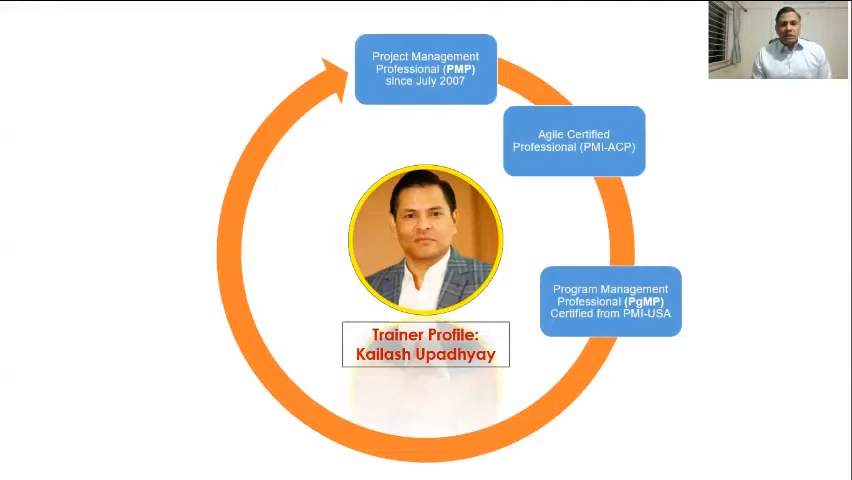 Project Management
Professional (PMP)
since July 2007
Agile Certified
Professional (PMI-ACP)
Program Management
Professional (PgMP)
Certified from PMI-USA
Trainer Profile:
Kailash Upadhyay